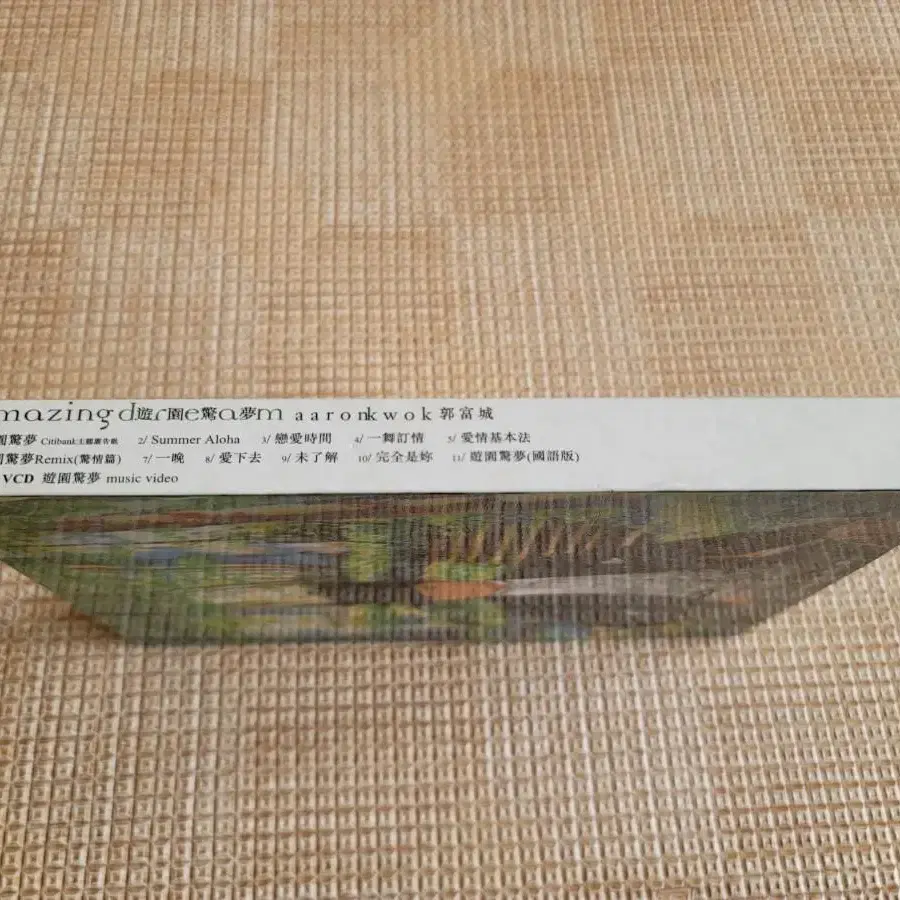 mazing d遊r園e驚a夢m aaronkwok 郭富城
園驚夢 Citibank主題廣告歌 2/ Summer Aloha 3/ 戀愛時間 4/ 一舞訂情 5/ 愛情基本法
園驚夢Remix(驚情篇) 7/ 一晚 8/ 愛下去 9/ 未了解 10/ 完全是妳 11/ 遊園驚夢(國語版)
VCD 遊園驚夢 music video